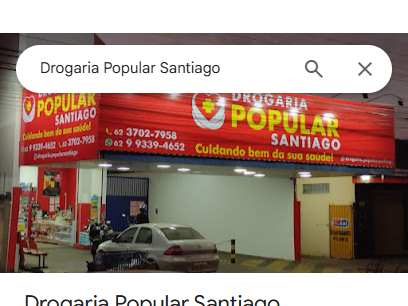 Drogaria Popular Santiago
DROGARIA
POPULAR
SANTIAGO
Cuidando bem da sua saúde!
62 9 9339-4652
62 3702-7958
@drogaria.popularsantiago
62 3702-7958
62 9 9339-4652
DROGARIA
POPULAR
SANTIAGO
Cuidando bem da sua saúde!
@drogaria.popularsantiago
Drogaria Popular Santiago